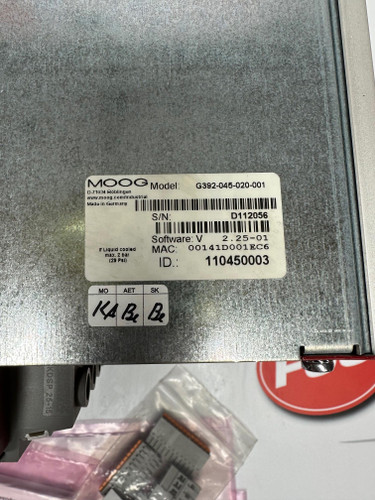 MOOG
Model: G392-045-020-001
D-71034 Böblingen
www.moog.com/industrial
Made in Germany
S/N: D112056
Software: V 2.25-01
MAC: 00141D001EC6
If Liquid cooled
max. 2 bar
(29 Psi)
ID.: 110450003
MO AET SK
KA Be Be